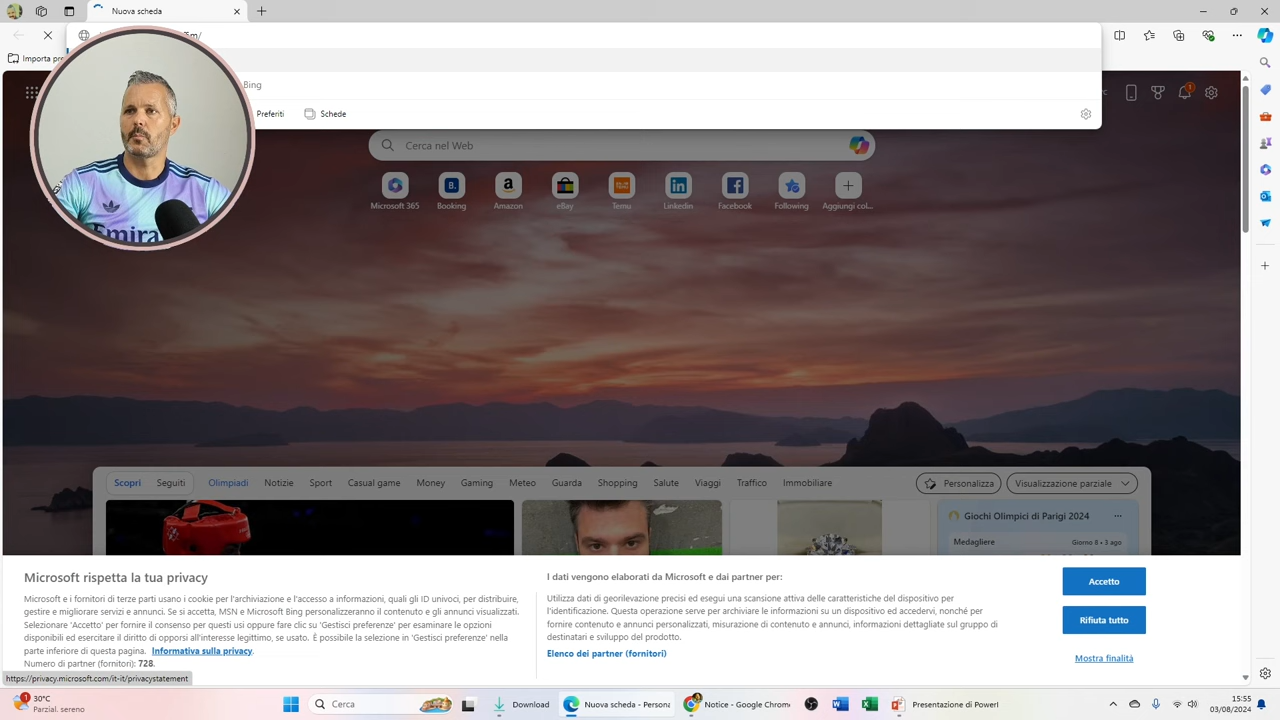 Nuova scheda
m/
Importa pre
Bing
Preferiti
Schede
Cerca nel Web
Microsoft 365
Booking
Amazon
eBay
Temu
Linkedin
Facebook
Following
Aggiungi col...
Emira
Scopri Seguiti Olimpiadi Notizie Sport Casual game Money Gaming Meteo Guarda Shopping Salute Viaggi Traffico Immobiliare
Personalizza
Visualizzazione parziale
Giochi Olimpici di Parigi 2024 ...
Medagliere Giorno 8 • 3 ago
Microsoft rispetta la tua privacy
Microsoft e i fornitori di terze parti usano i cookie per l'archiviazione e l'accesso a informazioni, quali gli ID univoci, per distribuire,
gestire e migliorare servizi e annunci. Se si accetta, MSN e Microsoft Bing personalizzeranno il contenuto e gli annunci visualizzati.
Selezionare 'Accetto' per fornire il consenso per questi usi oppure fare clic su 'Gestisci preferenze' per esaminare le opzioni
disponibili ed esercitare il diritto di opporsi all'interesse legittimo, se usato. È possibile la selezione in 'Gestisci preferenze' nella
parte inferiore di questa pagina. Informativa sulla privacy.
Numero di partner (fornitori): 728.
I dati vengono elaborati da Microsoft e dai partner per:
Utilizza dati di georilevazione precisi ed esegui una scansione attiva delle caratteristiche del dispositivo per
l'identificazione. Questa operazione serve per archiviare le informazioni su un dispositivo ed accedervi, nonché per
fornire contenuto e annunci personalizzati, misurazione di contenuto e annunci, informazioni dettagliate sul gruppo di
destinatari e sviluppo del prodotto.
Elenco dei partner (fornitori)
Accetto
Rifiuta tutto
Mostra finalità
https://privacy.microsoft.com/it-it/privacystatement
1
30°C
Parzial. sereno
Cerca
Download
Nuova scheda - Persona
Notice - Google Chrom
Presentazione di PowerI
15:55
03/08/2024